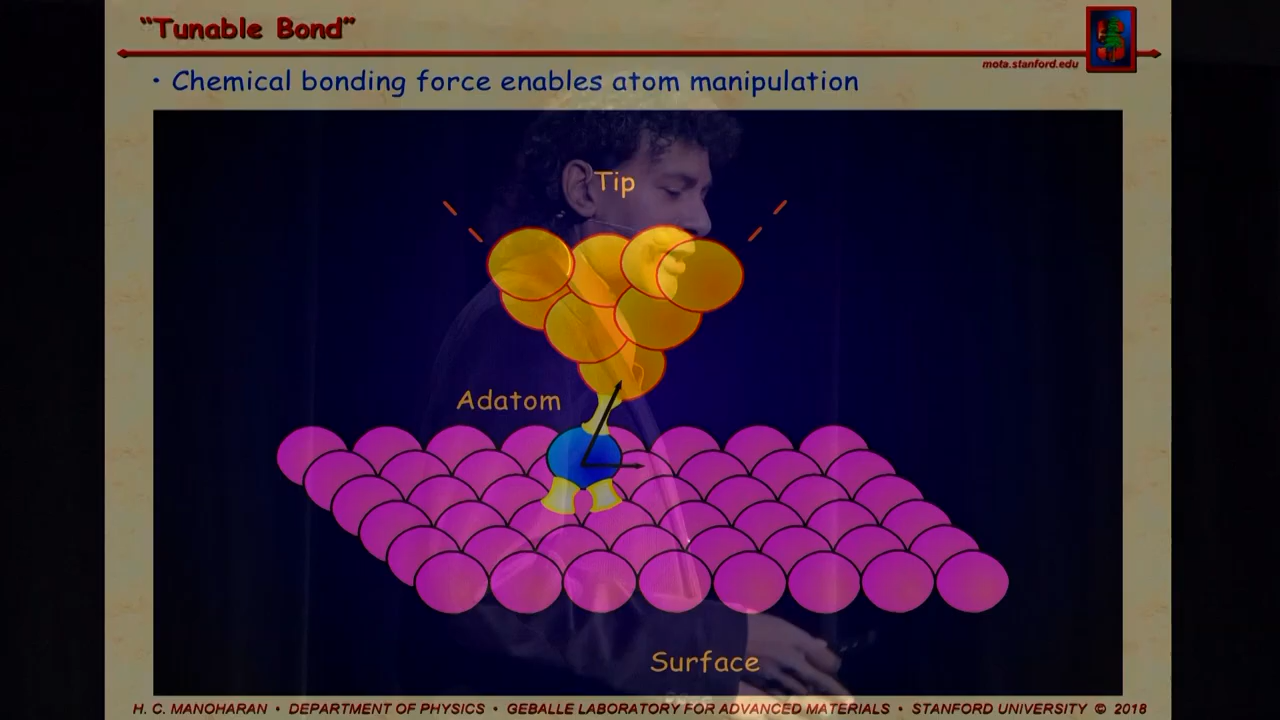 “Tunable Bond”
mota.stanford.edu
• Chemical bonding force enables atom manipulation
Tip
Adatom
Surface
H. C. MANOHARAN • DEPARTMENT OF PHYSICS • GEBALLE LABORATORY FOR ADVANCED MATERIALS • STANFORD UNIVERSITY © 2018